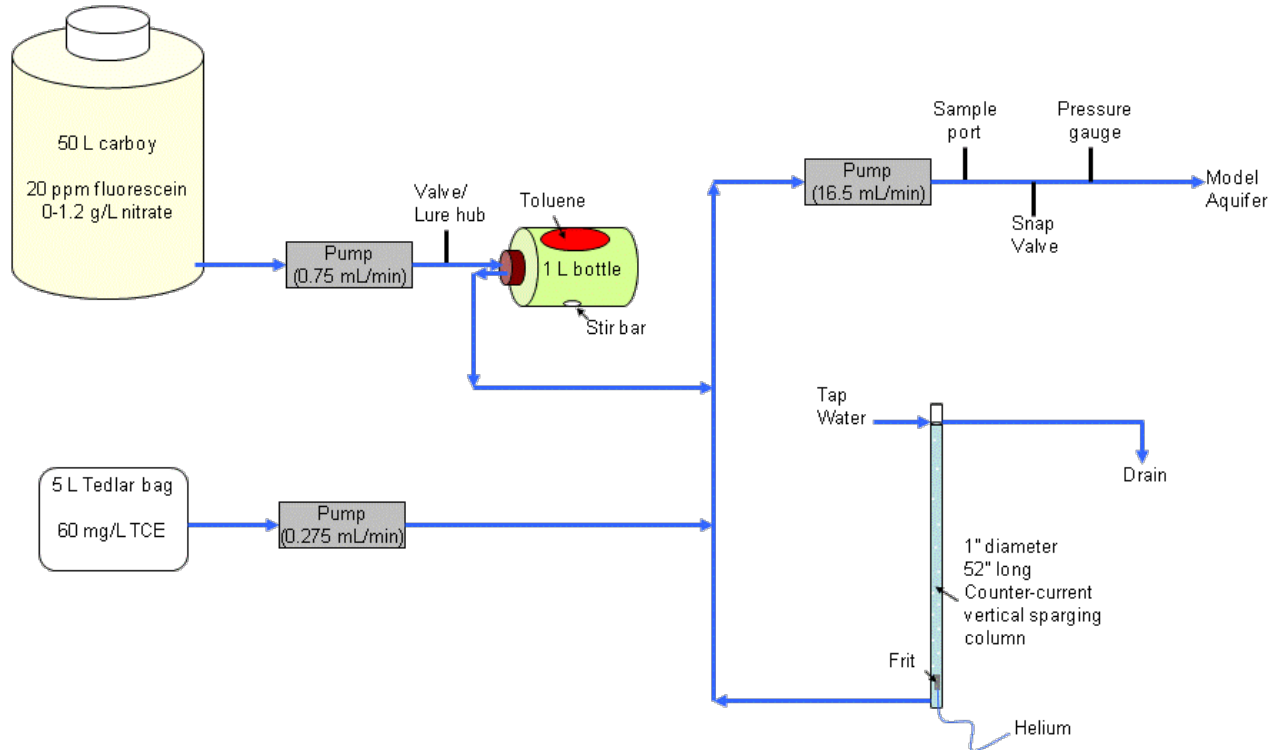 50 L carboy
20 ppm fluorescein
0-1.2 g/L nitrate
Pump
(0.75 mL/min)
Valve/
Lure hub
Toluene
1 L bottle
Stir bar
Pump
(16.5 mL/min)
Sample
port
Snap
Valve
Pressure
gauge
Model
Aquifer
5 L Tedlar bag
60 mg/L TCE
Pump
(0.275 mL/min)
Tap
Water
Drain
1" diameter
52" long
Counter-current
vertical sparging
column
Frit
Helium